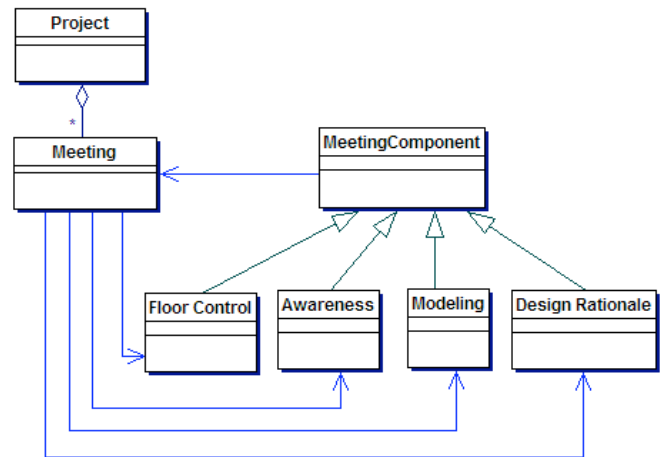 Project
*
Meeting
MeetingComponent
Floor Control
Awareness
Modeling
Design Rationale